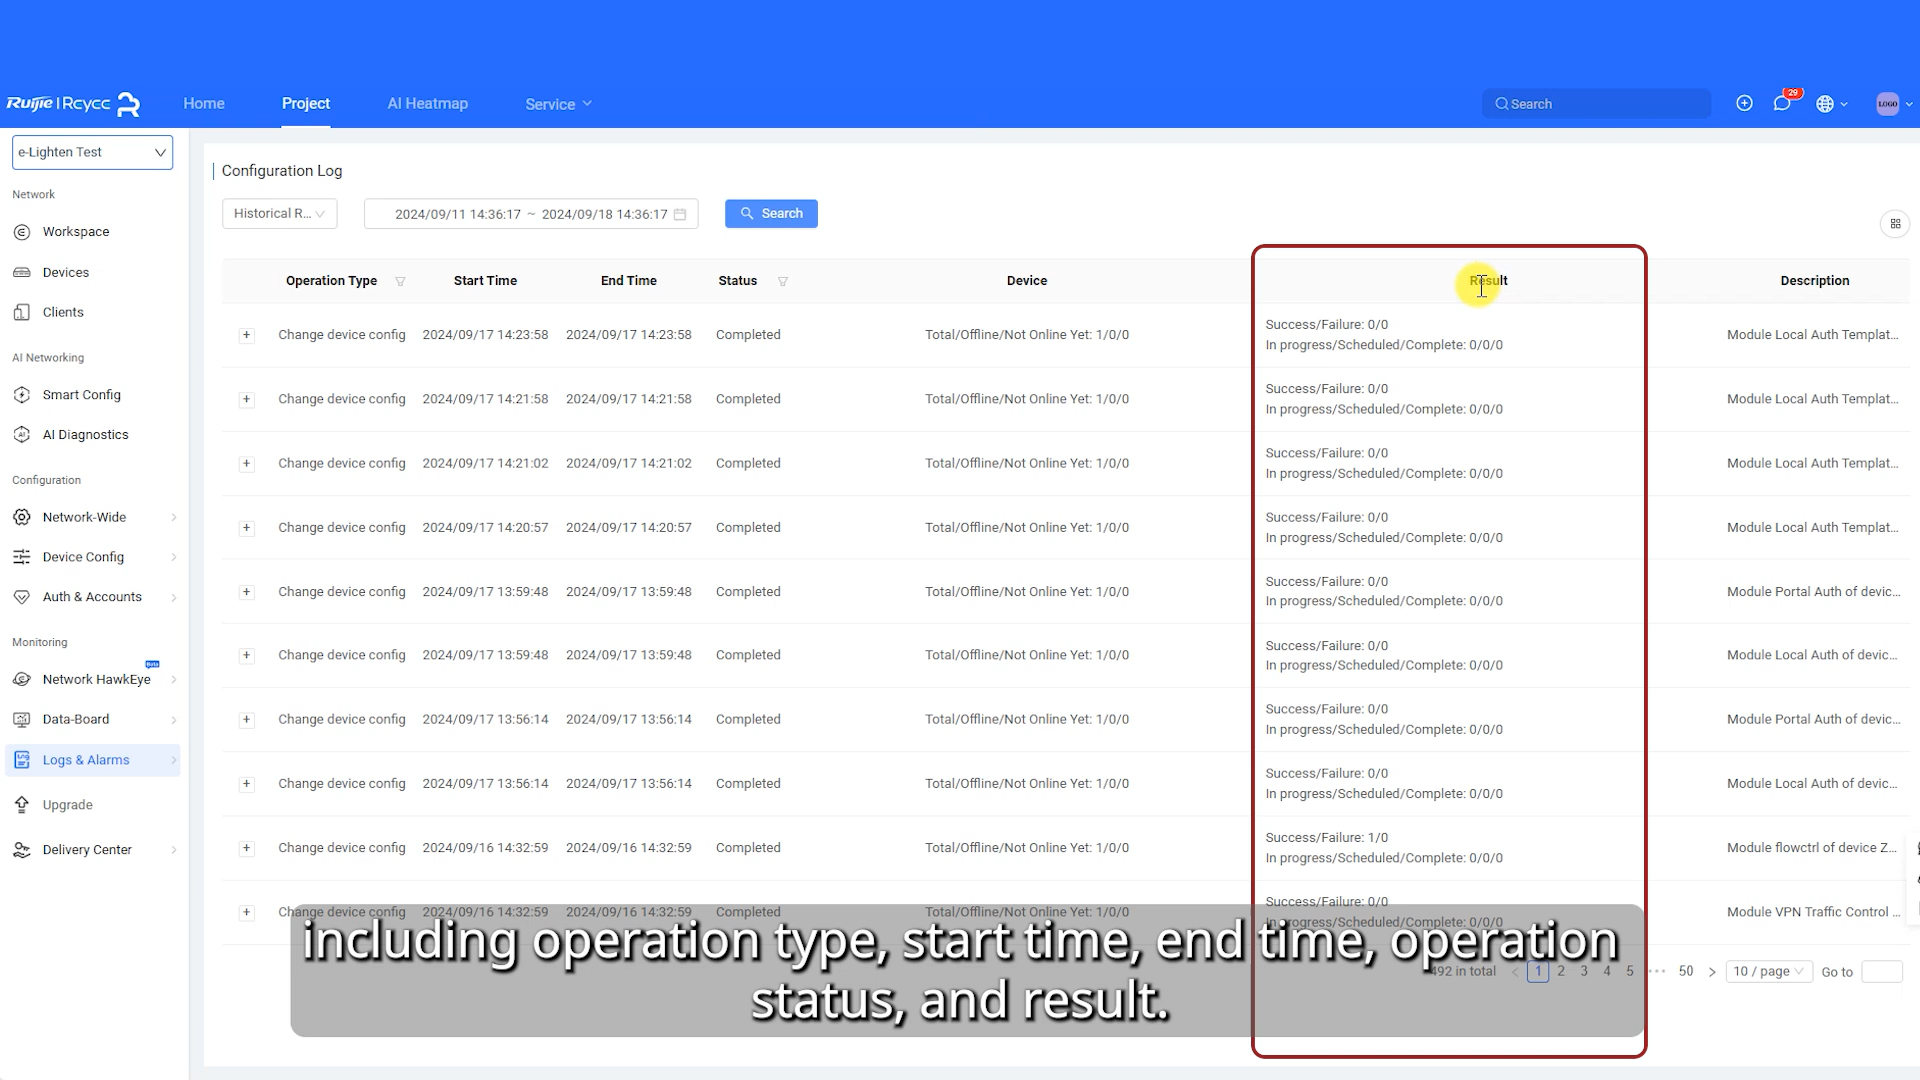 Ruijie | Rcycc
Home
Project
AI Heatmap
Service
Search
29
LOGO
e-Lighten Test
Network
Workspace
Devices
Clients
AI Networking
Smart Config
AI Diagnostics
Configuration
Network-Wide
Device Config
Auth & Accounts
Monitoring
Beta
Network HawkEye
Data-Board
Logs & Alarms
Upgrade
Delivery Center
Configuration Log
Historical R... 2024/09/11 14:36:17 ~ 2024/09/18 14:36:17 Search
Operation Type Start Time End Time Status Device Result Description
Change device config 2024/09/17 14:23:58 2024/09/17 14:23:58 Completed Total/Offline/Not Online Yet: 1/0/0 Success/Failure: 0/0 Module Local Auth Templat...
In progress/Scheduled/Complete: 0/0/0
Change device config 2024/09/17 14:21:58 2024/09/17 14:21:58 Completed Total/Offline/Not Online Yet: 1/0/0 Success/Failure: 0/0 Module Local Auth Templat...
In progress/Scheduled/Complete: 0/0/0
Change device config 2024/09/17 14:21:02 2024/09/17 14:21:02 Completed Total/Offline/Not Online Yet: 1/0/0 Success/Failure: 0/0 Module Local Auth Templat...
In progress/Scheduled/Complete: 0/0/0
Change device config 2024/09/17 14:20:57 2024/09/17 14:20:57 Completed Total/Offline/Not Online Yet: 1/0/0 Success/Failure: 0/0 Module Local Auth Templat...
In progress/Scheduled/Complete: 0/0/0
Change device config 2024/09/17 13:59:48 2024/09/17 13:59:48 Completed Total/Offline/Not Online Yet: 1/0/0 Success/Failure: 0/0 Module Portal Auth of devic...
In progress/Scheduled/Complete: 0/0/0
Change device config 2024/09/17 13:59:48 2024/09/17 13:59:48 Completed Total/Offline/Not Online Yet: 1/0/0 Success/Failure: 0/0 Module Local Auth of devic...
In progress/Scheduled/Complete: 0/0/0
Change device config 2024/09/17 13:56:14 2024/09/17 13:56:14 Completed Total/Offline/Not Online Yet: 1/0/0 Success/Failure: 0/0 Module Portal Auth of devic...
In progress/Scheduled/Complete: 0/0/0
Change device config 2024/09/17 13:56:14 2024/09/17 13:56:14 Completed Total/Offline/Not Online Yet: 1/0/0 Success/Failure: 0/0 Module Local Auth of devic...
In progress/Scheduled/Complete: 0/0/0
Change device config 2024/09/16 14:32:59 2024/09/16 14:32:59 Completed Total/Offline/Not Online Yet: 1/0/0 Success/Failure: 1/0 Module flowctrl of device Z...
In progress/Scheduled/Complete: 0/0/0
Change device config 2024/09/16 14:32:59 2024/09/16 14:32:59 Completed Total/Offline/Not Online Yet: 1/0/0 Success/Failure: 0/0 Module VPN Traffic Control ...
In progress/Scheduled/Complete: 0/0/0
including operation type, start time, end time, operation
status, and result.
492 in total < 1 2 3 4 5 ••• 50 > 10 / page Go to